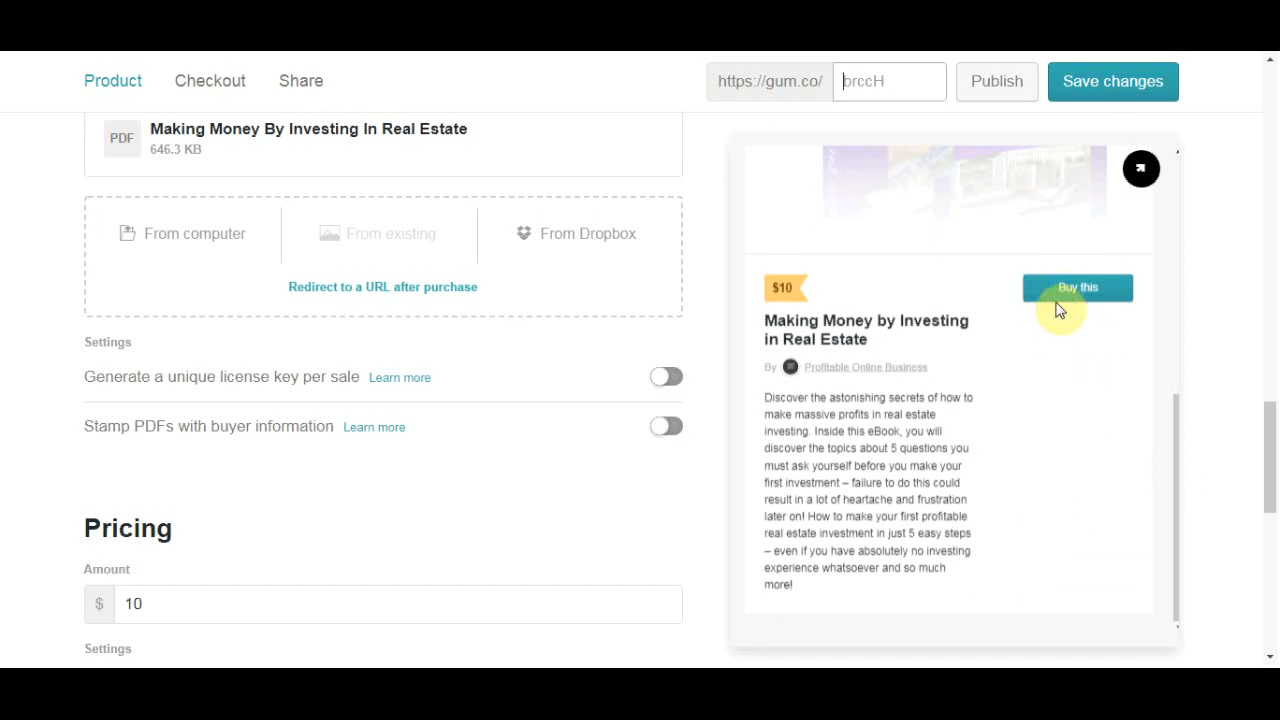 Product
Checkout
Share
https://gum.co/
brccH
Publish
Save changes
PDF
Making Money By Investing In Real Estate
646.3 KB
From computer
From existing
From Dropbox
Redirect to a URL after purchase
Settings
Generate a unique license key per sale Learn more
Stamp PDFs with buyer information Learn more
Pricing
Amount
$ 10
Settings
$10
Buy this
Making Money by Investing
in Real Estate
By Profitable Online Business
Discover the astonishing secrets of how to
make massive profits in real estate
investing. Inside this eBook, you will
discover the topics about 5 questions you
must ask yourself before you make your
first investment – failure to do this could
result in a lot of heartache and frustration
later on! How to make your first profitable
real estate investment in just 5 easy steps
– even if you have absolutely no investing
experience whatsoever and so much
more!